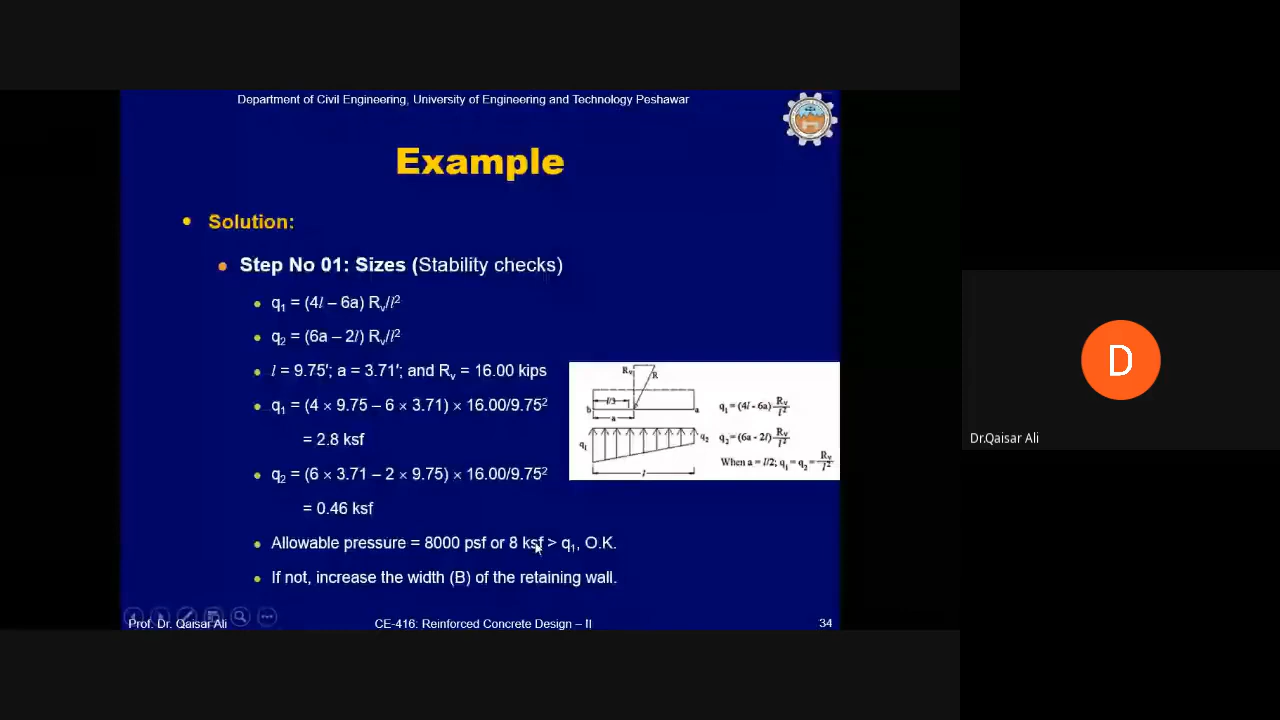 Department of Civil Engineering, University of Engineering and Technology Peshawar
Example
Solution:
Step No 01: Sizes (Stability checks)
q₁ = (4l – 6a) Rᵥ/l²
q₂ = (6a – 2l) Rᵥ/l²
l = 9.75′; a = 3.71′; and Rᵥ = 16.00 kips
q₁ = (4 × 9.75 – 6 × 3.71) × 16.00/9.75²
= 2.8 ksf
q₂ = (6 × 3.71 – 2 × 9.75) × 16.00/9.75²
= 0.46 ksf
Allowable pressure = 8000 psf or 8 ksf > q₁, O.K.
If not, increase the width (B) of the retaining wall.
Rᵥ R
l/3
b a
a
q₁ q₂
l
q₁ = (4l - 6a) Rᵥ/l²
q₂ = (6a - 2l) Rᵥ/l²
When a = l/2; q₁ = q₂ = Rᵥ/l²
Prof. Dr. Qaisar Ali CE-416: Reinforced Concrete Design – II 34
D
Dr.Qaisar Ali